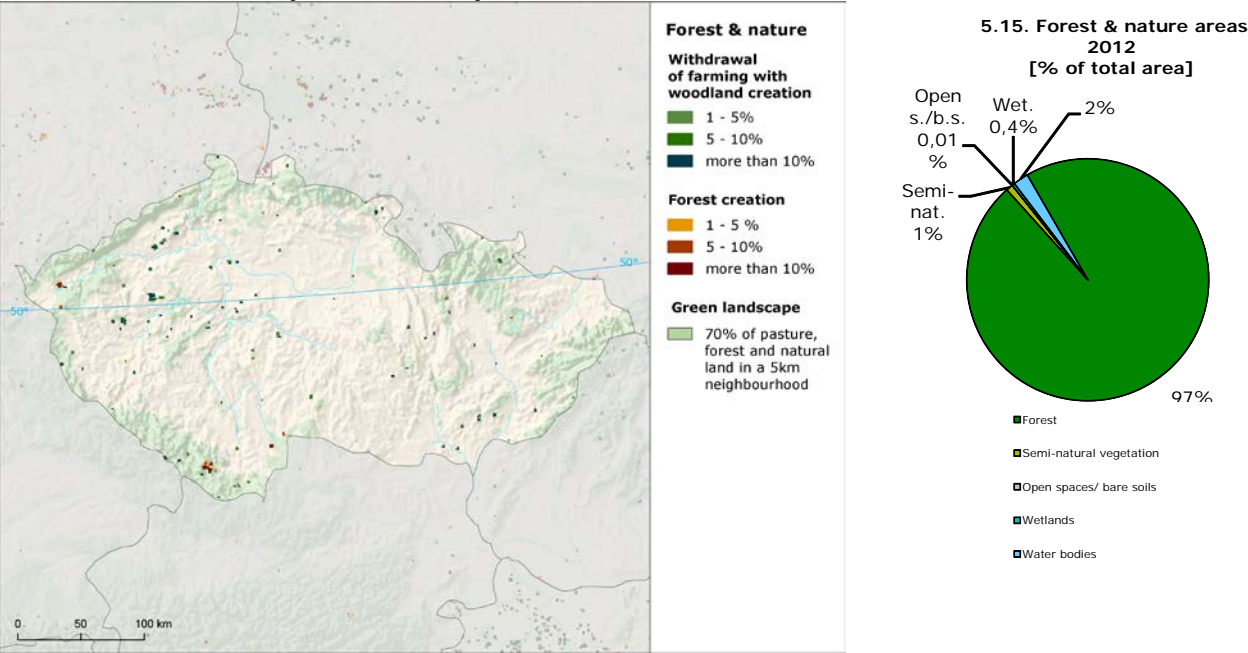 Forest & nature
Withdrawal
of farming with
woodland creation
1 - 5%
5 - 10%
more than 10%
Forest creation
1 - 5 %
5 - 10%
more than 10%
Green landscape
70% of pasture,
forest and natural
land in a 5km
neighbourhood
50°
50°
0 50 100 km
5.15. Forest & nature areas
2012
[% of total area]
Open
s./b.s.
0,01
%
Wet.
0,4%
2%
Semi-
nat.
1%
97%
Forest
Semi-natural vegetation
Open spaces/ bare soils
Wetlands
Water bodies